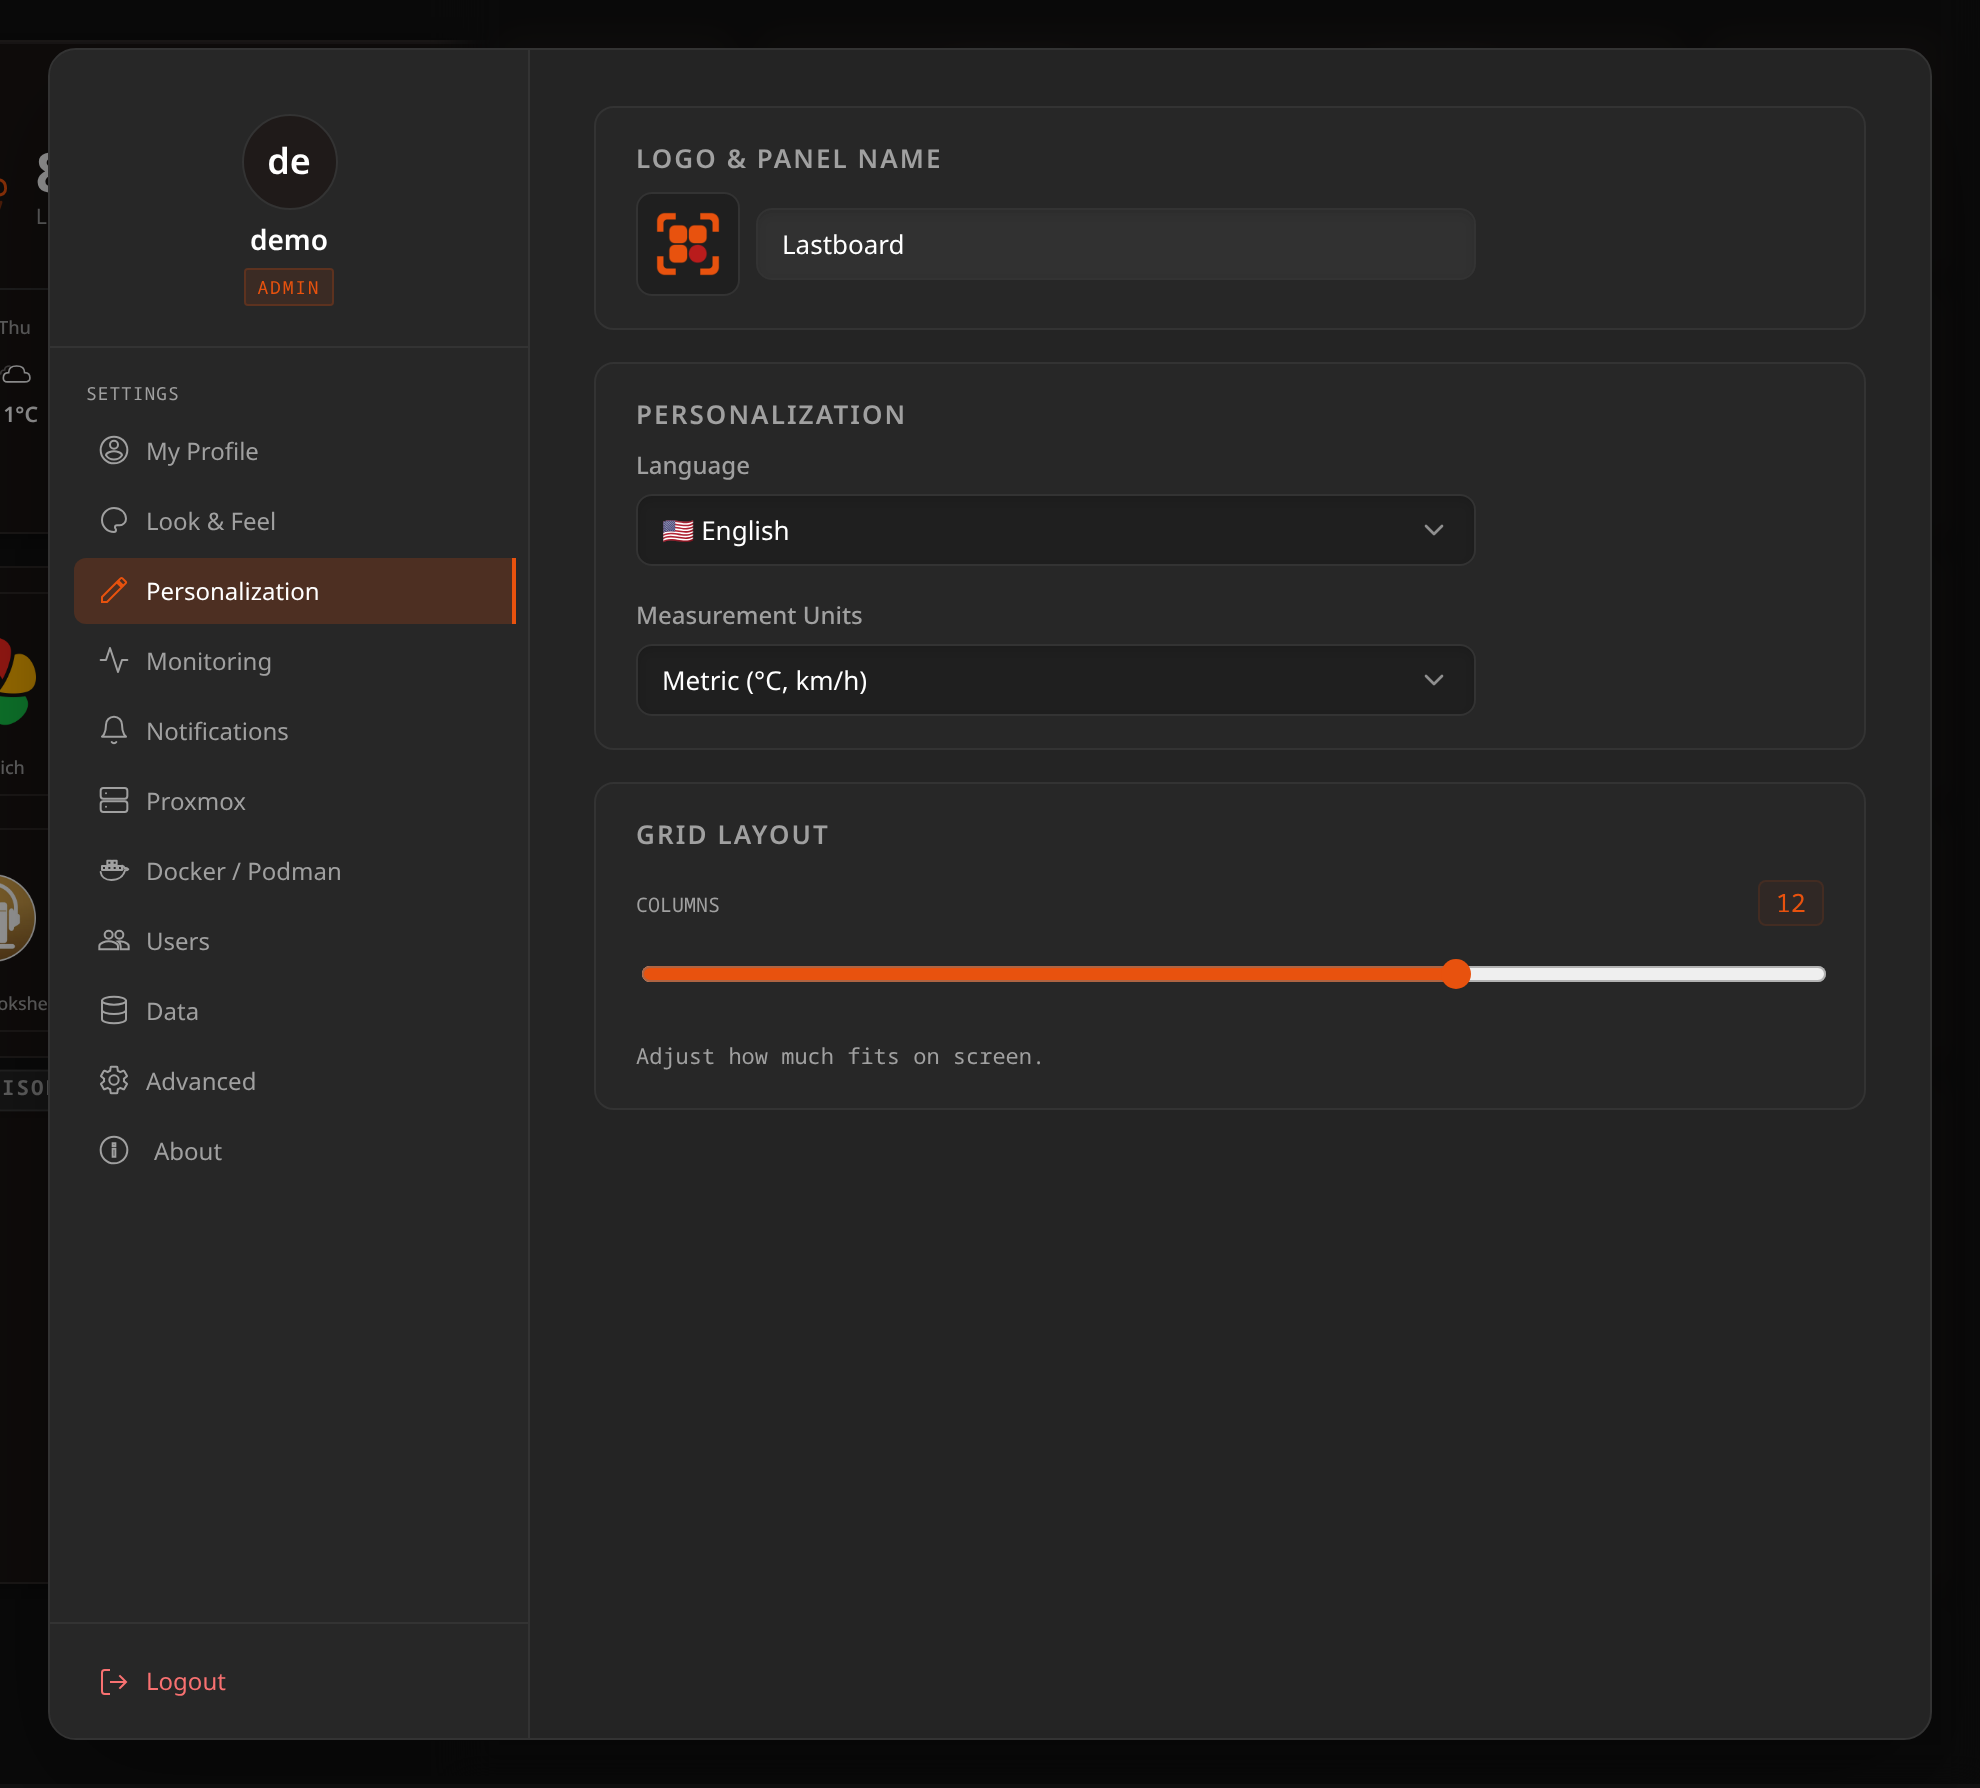 de
demo
ADMIN
SETTINGS
My Profile
Look & Feel
Personalization
Monitoring
Notifications
Proxmox
Docker / Podman
Users
Data
Advanced
About
Logout
LOGO & PANEL NAME
Lastboard
PERSONALIZATION
Language
English
Measurement Units
Metric (°C, km/h)
GRID LAYOUT
COLUMNS
12
Adjust how much fits on screen.
Thu
1°C